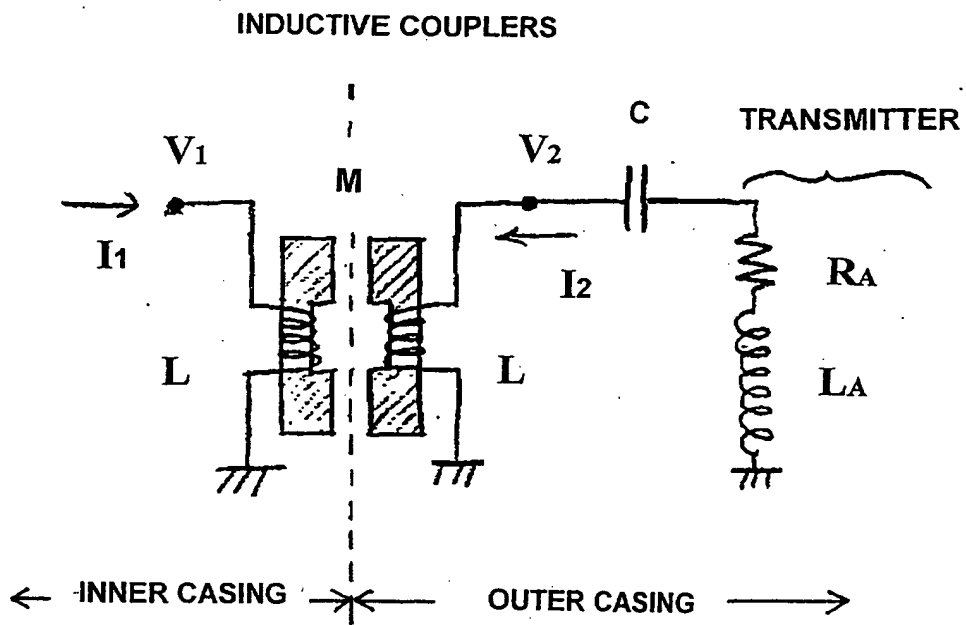 INDUCTIVE COUPLERS
C
TRANSMITTER
V1
M
V2
I1
I2
RA
L
L
LA
INNER CASING
OUTER CASING